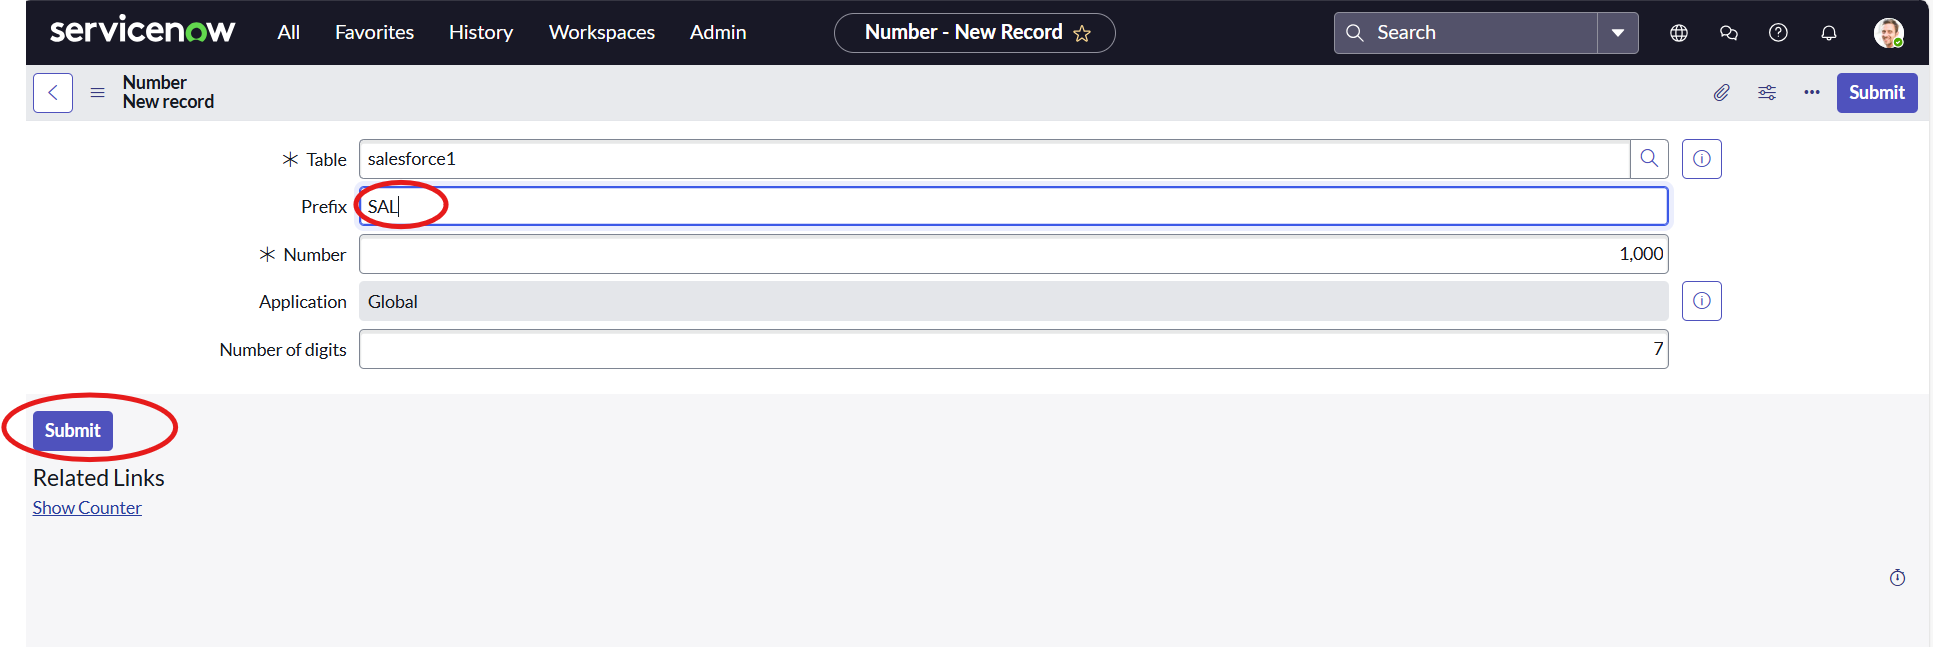 servicenow All Favorites History Workspaces Admin Number - New Record Search
Number
New record
Submit
Table salesforce1
Prefix SAL
Number 1,000
Application Global
Number of digits 7
Submit
Related Links
Show Counter